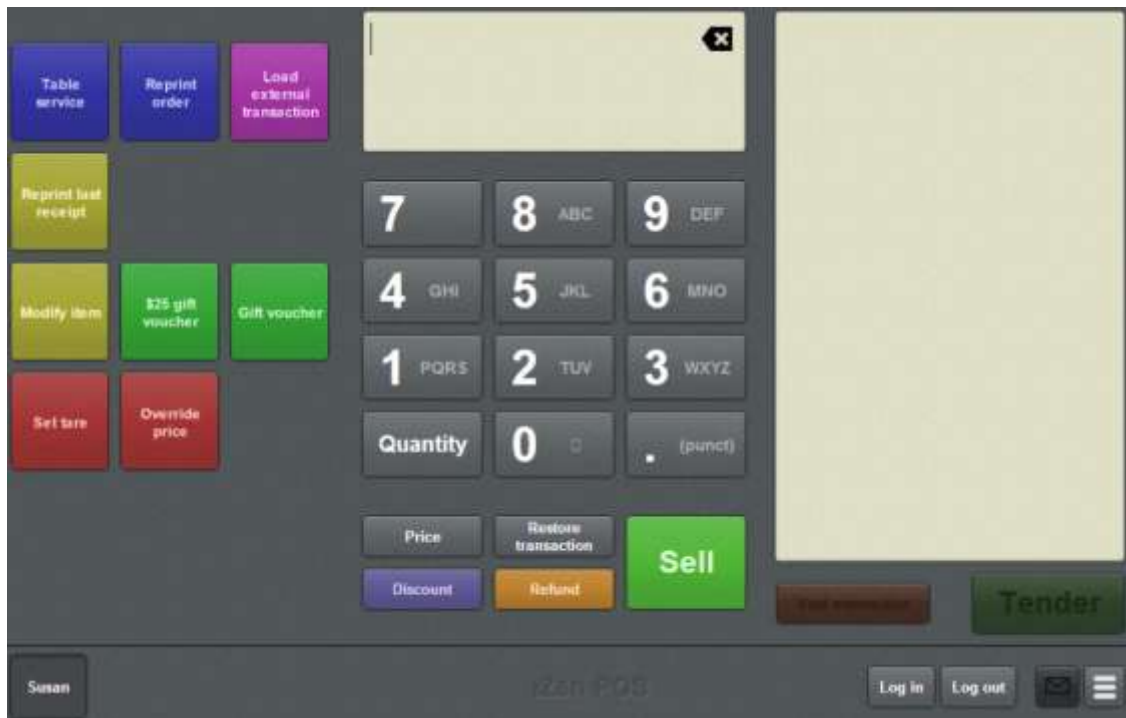 Table
service
Reprint
order
Load
external
transaction
Reprint last
receipt
Modify item
$25 gift
voucher
Gift voucher
Set tare
Override
price
7
8 ABC
9 DEF
4 GHI
5 JKL
6 MNO
1 PQRS
2 TUV
3 WXYZ
Quantity
0
. (punct)
Price
Restore
transaction
Discount
Refund
Sell
Tender
Susan
POS
Log in
Log out